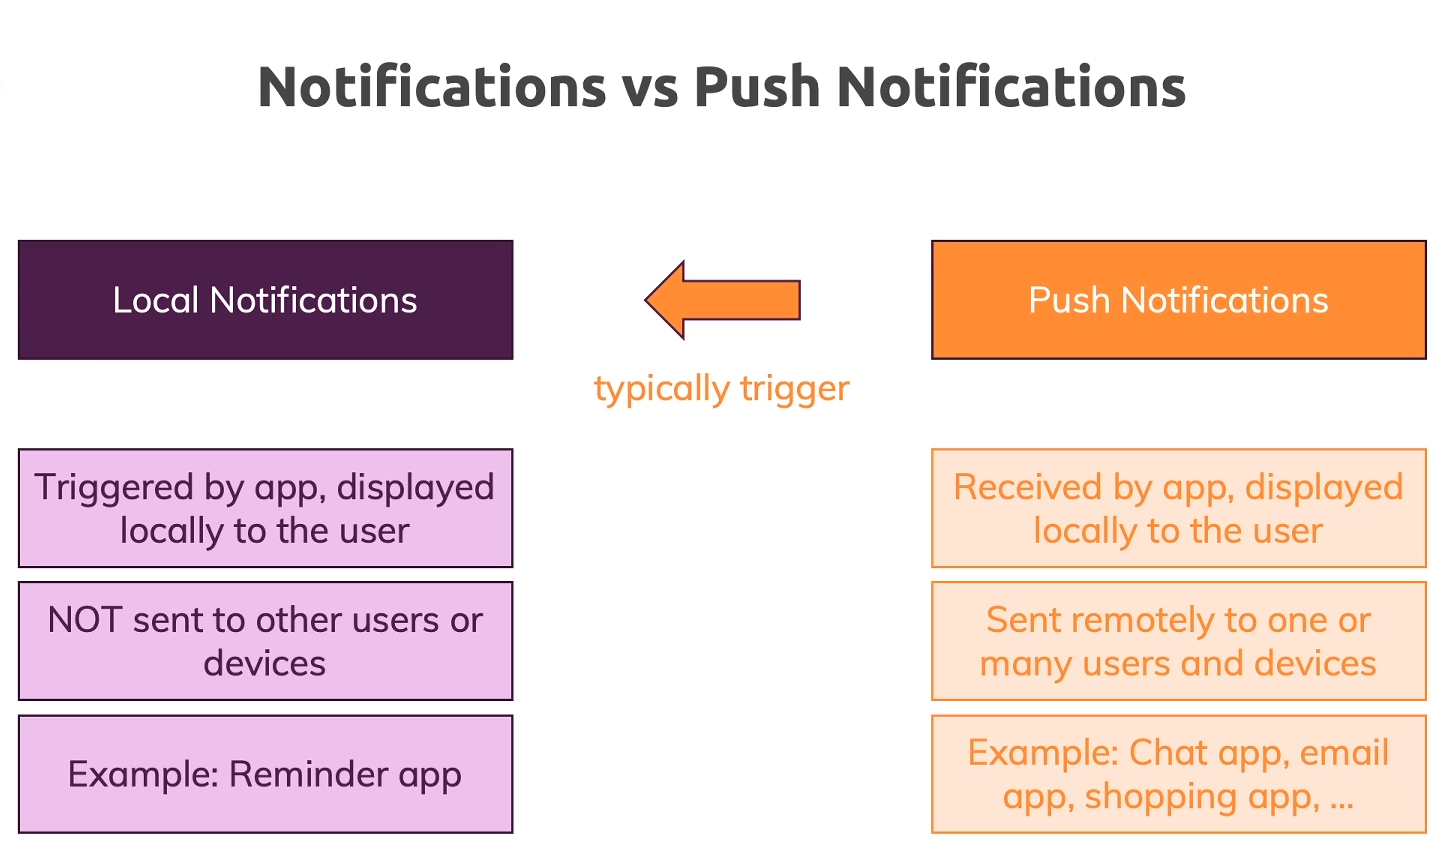 Notifications vs Push Notifications
Local Notifications
Push Notifications
typically trigger
Triggered by app, displayed
locally to the user
Received by app, displayed
locally to the user
NOT sent to other users or
devices
Sent remotely to one or
many users and devices
Example: Reminder app
Example: Chat app, email
app, shopping app, ...